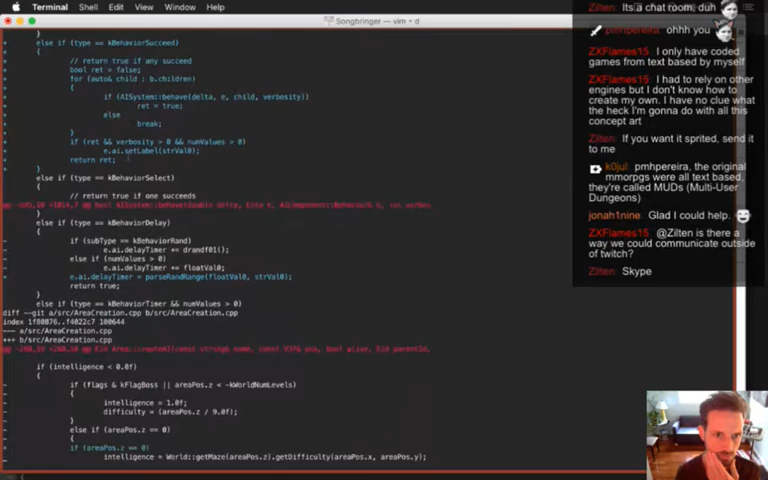 Terminal Shell Edit View Window Help
Songbringer — vim • d
}
+ else if (type == kBehaviorSucceed)
+ {
+ // return true if any succeed
+ bool ret = false;
+ for (auto& child : b.children)
+ {
+ if (AISystem::behave(delta, e, child, verbosity))
+ ret = true;
+ else
+ break;
+ }
+ if (ret && verbosity > 0 && numValues > 0)
+ e.ai.setLabel(strVal0);
+ return ret;
+ }
else if (type == kBehaviorSelect)
{
// return true if one succeeds
}
else if (type == kBehaviorDelay)
{
- if (subType == kBehaviorRand)
- e.ai.delayTimer += drandf01();
- else if (numValues > 0)
- e.ai.delayTimer += floatVal0;
+ e.ai.delayTimer = parseRandRange(floatVal0, strVal0);
return true;
}
else if (type == kBehaviorTimer && numValues > 0)
diff --git a/src/AreaCreation.cpp b/src/AreaCreation.cpp
index 1f80876..f4022c7 100644
--- a/src/AreaCreation.cpp
+++ b/src/AreaCreation.cpp
if (intelligence < 0.0f)
{
- if (flags & kFlagBoss || areaPos.z < -kWorldNumLevels)
- {
- intelligence = 1.0f;
- difficulty = (areaPos.z / 9.0f);
- }
- else if (areaPos.z == 0)
- {
+ if (areaPos.z == 0)
intelligence = World::getMaze(areaPos.z).getDifficulty(areaPos.x, areaPos.y);
Zilten: Itsâ a chat room, duh
pmhpereira: ohhh you
ZXFlames15: I only have coded
games from text based by myself
ZXFlames15: I had to rely on other
engines but I don't know how to
create my own. I have no clue what
the heck I'm gonna do with all this
concept art
Zilten: If you want it sprited, send it
to me
k0jul: pmhpereira, the original
mmorpgs were all text based,
they're called MUDs (Multi-User
Dungeons)
jonah1nine: Glad I could help.
ZXFlames15: @Zilten is there a
way we could communicate outside
of twitch?
Zilten: Skype